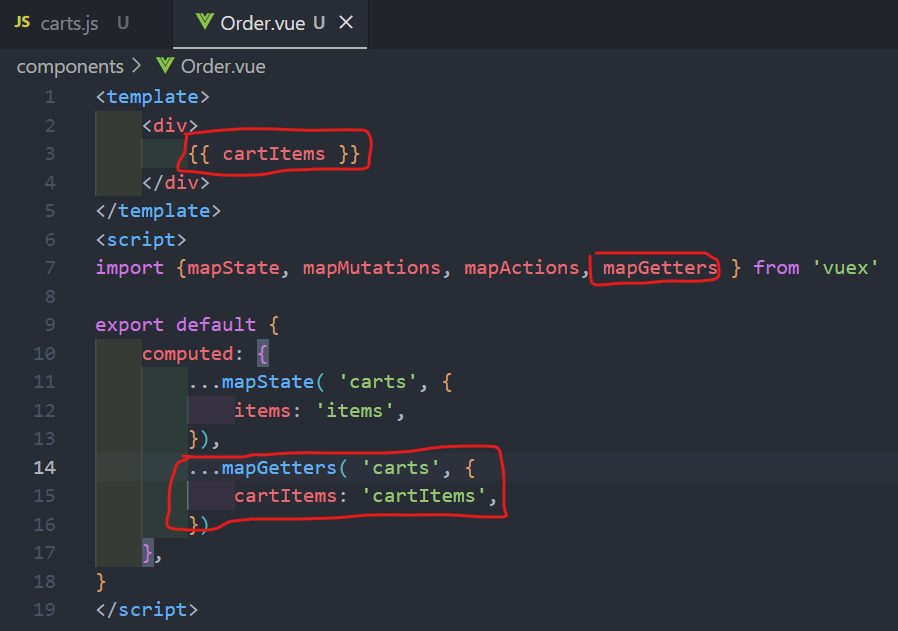 JS carts.js U Order.vue U
components > Order.vue
1 <template>
2 <div>
3 {{ cartItems }}
4 </div>
5 </template>
6 <script>
7 import {mapState, mapMutations, mapActions, mapGetters } from 'vuex'
8
9 export default {
10 computed: {
11 ...mapState( 'carts', {
12 items: 'items',
13 }),
14 ...mapGetters( 'carts', {
15 cartItems: 'cartItems',
16 })
17 },
18 }
19 </script>